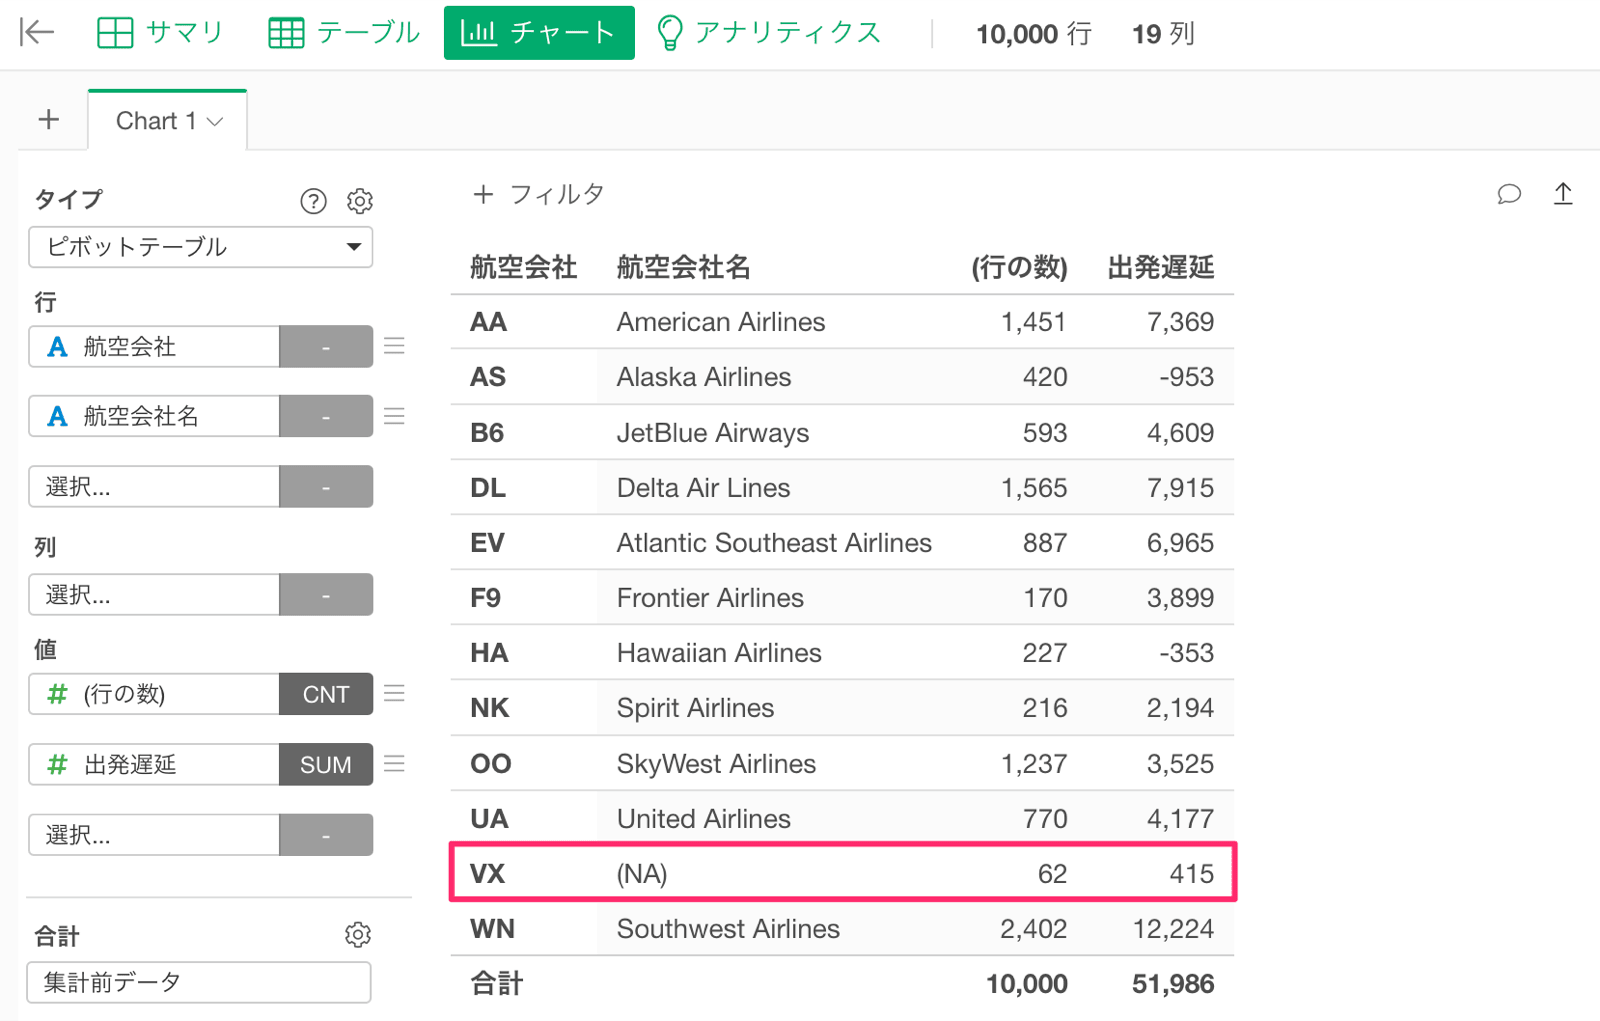 サマリ テーブル チャート アナリティクス 10,000 行 19 列
+ Chart 1
タイプ ?
ピボットテーブル
行
A 航空会社 -
A 航空会社名 -
選択... -
列
選択... -
値
# (行の数) CNT
# 出発遅延 SUM
選択... -
合計
集計前データ
+ フィルタ
航空会社 航空会社名 (行の数) 出発遅延
AA American Airlines 1,451 7,369
AS Alaska Airlines 420 -953
B6 JetBlue Airways 593 4,609
DL Delta Air Lines 1,565 7,915
EV Atlantic Southeast Airlines 887 6,965
F9 Frontier Airlines 170 3,899
HA Hawaiian Airlines 227 -353
NK Spirit Airlines 216 2,194
OO SkyWest Airlines 1,237 3,525
UA United Airlines 770 4,177
VX (NA) 62 415
WN Southwest Airlines 2,402 12,224
合計 10,000 51,986